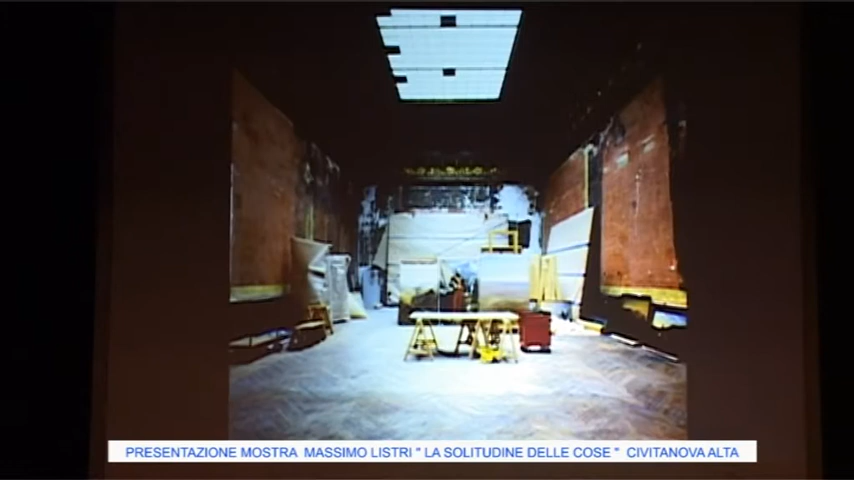 PRESENTAZIONE MOSTRA MASSIMO LISTRI " LA SOLITUDINE DELLE COSE " CIVITANOVA ALTA